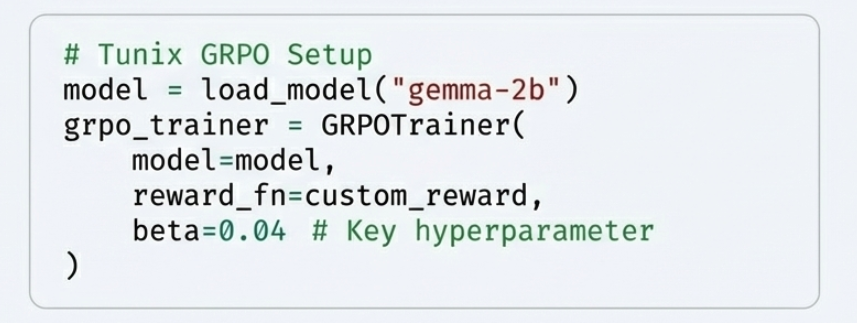 # Tunix GRPO Setup
model = load_model("gemma-2b")
grpo_trainer = GRPOTrainer(
    model=model,
    reward_fn=custom_reward,
    beta=0.04 # Key hyperparameter
)